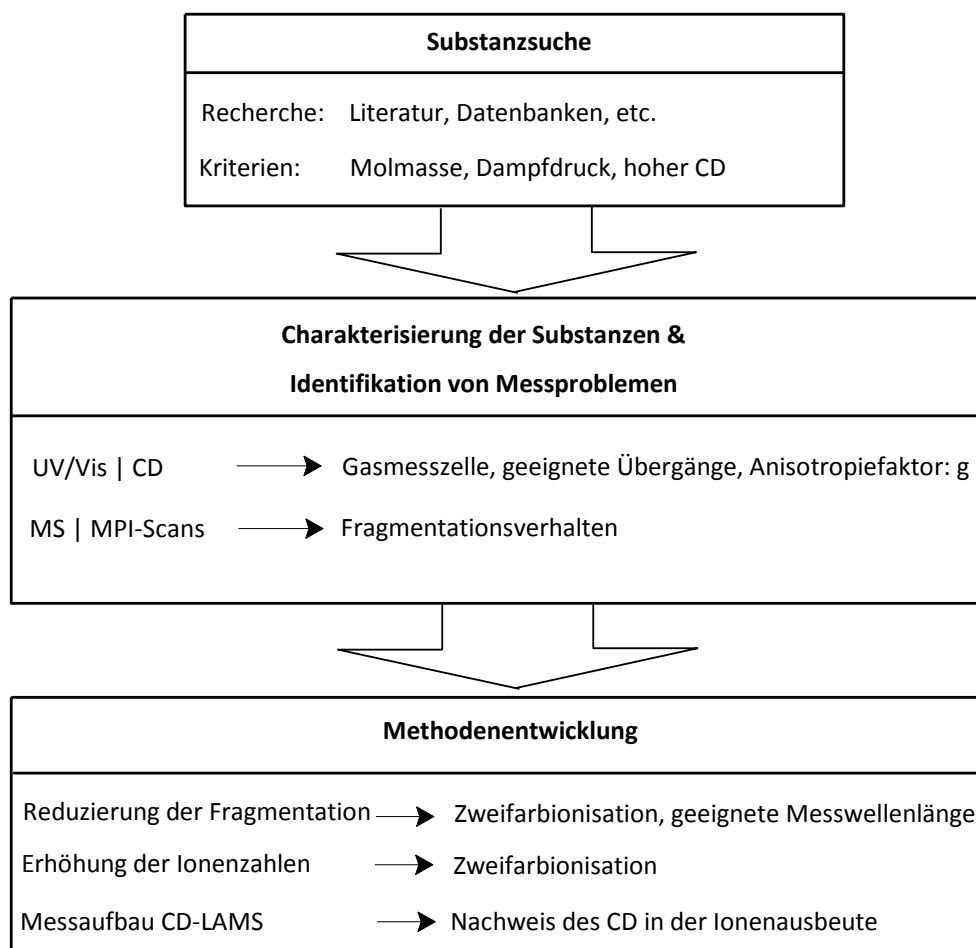 Substanzsuche
Recherche: Literatur, Datenbanken, etc.
Kriterien: Molmasse, Dampfdruck, hoher CD
Charakterisierung der Substanzen &
Identifikation von Messproblemen
UV/Vis | CD Gasmesszelle, geeignete Übergänge, Anisotropiefaktor: g
MS | MPI-Scans Fragmentationsverhalten
Methodenentwicklung
Reduzierung der Fragmentation Zweifarbionisation, geeignete Messwellenlänge
Erhöhung der Ionenzahlen Zweifarbionisation
Messaufbau CD-LAMS Nachweis des CD in der Ionenausbeute